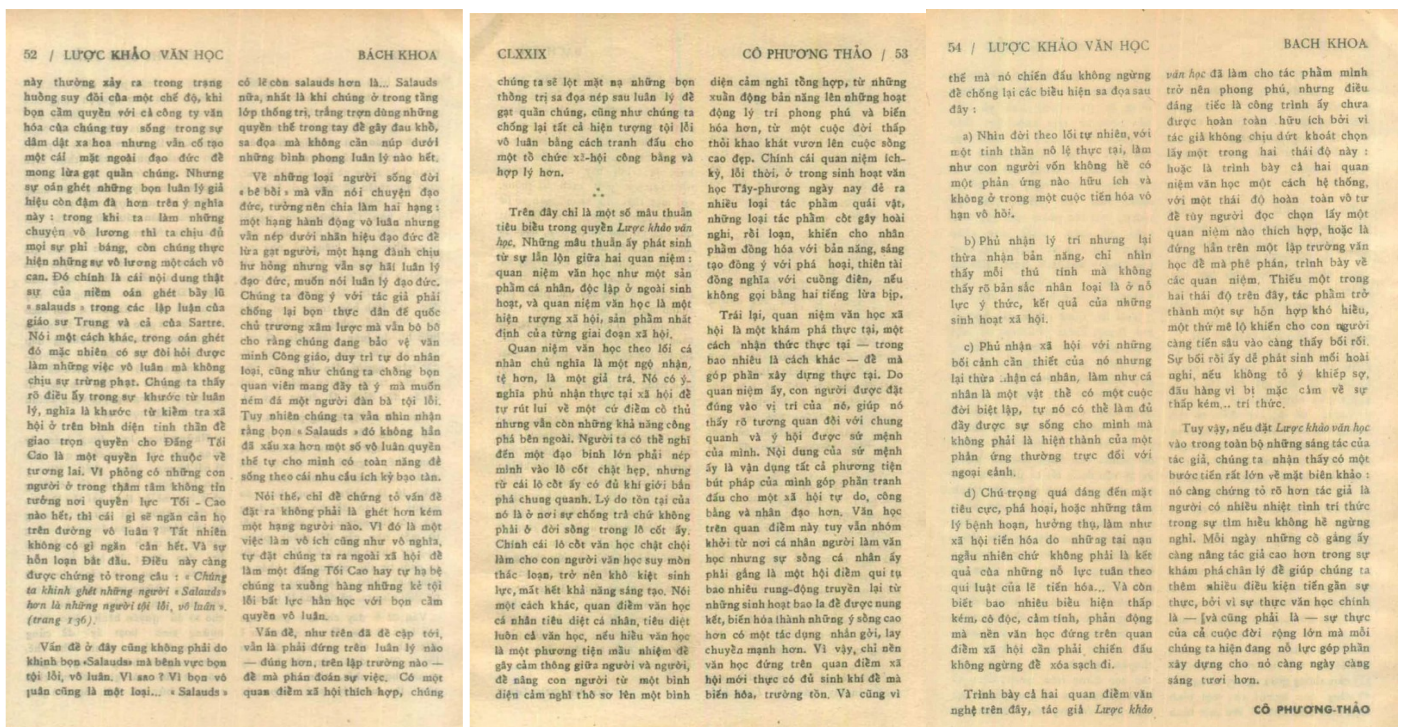 52 / LƯỢC KHẢO VĂN HỌC
BÁCH KHOA
này thường xảy ra trong trạng
huống suy đồi của một chế độ, khi
bọn cầm quyền với cả công ty văn
hóa của chúng tuy sống trong sự
dâm dật xa hoa nhưng vẫn cố tạo
một cái mặt ngoài đạo đức để
mong lừa gạt quần chúng. Nhưng
sự oán ghét những bọn luân lý giả
hiệu còn đậm đà hơn trên ý nghĩa
này : trong khi ta làm những
chuyện vô lương thì ta chịu đủ
mọi sự phỉ báng, còn chúng thực
hiện những sự vô lương một cách vô
can. Đó chính là cái nội dung thật
sự của niềm oán ghét bầy lũ
« salauds » trong các lập luận của
giáo sư Trung và cả của Sartre.
Nói một cách khác, trong oán ghét
đó mặc nhiên có sự đòi hỏi được
làm những việc vô luân mà không
chịu sự trừng phạt. Chúng ta thấy
rõ điều ấy trong sự khước từ luân
lý, nghĩa là khước từ kiểm tra xã
hội ở trên bình diện tinh thần để
giao trọn quyền cho Đấng Tối
Cao là một quyền lực thuộc về
tương lai. Ví phỏng có những con
người ở trong thâm tâm không tin
tưởng nơi quyền lực Tối - Cao
nào hết, thì cái gì sẽ ngăn cản họ
trên đường vô luân ? Tất nhiên
không có gì ngăn cản hết. Và sự
hỗn loạn bắt đầu. Điều này càng
được chứng tỏ trong câu : « Chúng
ta khinh ghét những người « Salauds»
hơn là những người tội lỗi, vô luân ».
(trang 136).
Vấn đề ở đây cũng không phải do
khinh bọn «Salauds» mà bênh vực bọn
tội lỗi, vô luân. Vì sao ? Vì bọn vô
luân cũng là một loại... « Salauds »
có lẽ còn salauds hơn là... Salauds
nữa, nhất là khi chúng ở trong tầng
lớp thống trị, trắng trợn dùng những
quyền thế trong tay để gây đau khổ,
sa đọa mà không cần núp dưới
những bình phong luân lý nào hết.
Về những loại người sống đời
« bê bối » mà vẫn nói chuyện đạo
đức, tưởng nên chia làm hai hạng :
một hạng hành động vô luân nhưng
vẫn nép dưới nhãn hiệu đạo đức để
lừa gạt người, một hạng đành chịu
hư hỏng nhưng vẫn sợ hãi luân lý
đạo đức, muốn nói luân lý đạo đức.
Chúng ta đồng ý với tác giả phải
chống lại bọn thực dân đế quốc
chủ trương xâm lược mà vẫn bô bô
cho rằng chúng đang bảo vệ văn
minh Công giáo, duy trì tự do nhân
loại, cũng như chúng ta chống bọn
quan viên mang đầy tà ý mà muốn
ném đá một người đàn bà tội lỗi.
Tuy nhiên chúng ta vẫn nhìn nhận
rằng bọn « Salauds » đó không hẳn
đã xấu xa hơn một số vô luân quyền
thế tự cho mình có toàn năng để
sống theo cái nhu cầu ích kỷ bạo tàn.
Nói thế, chỉ để chứng tỏ vấn đề
đặt ra không phải là ghét hơn kém
một hạng người nào. Vì đó là một
việc làm vô ích cũng như vô nghĩa,
tự đặt chúng ta ra ngoài xã hội để
làm một đấng Tối Cao hay tự hạ bệ
chúng ta xuống hàng những kẻ tội
lỗi bất lực hằn học với bọn cầm
quyền vô luân.
Vấn đề, như trên đã đề cập tới,
vẫn là phải đứng trên luân lý nào
— đúng hơn, trên lập trường nào —
để mà phán đoán sự việc. Có một
quan điểm xã hội thích hợp, chúng
CLXXIX
CÔ PHƯƠNG THẢO / 53
chúng ta sẽ lột mặt nạ những bọn
thống trị sa đọa nép sau luân lý để
gạt quần chúng, cũng như chúng ta
chống lại tất cả hiện tượng tội lỗi
vô luân bằng cách tranh đấu cho
một tổ chức xã-hội công bằng và
hợp lý hơn.
Trên đây chỉ là một số mâu thuẫn
tiêu biểu trong quyển Lược khảo văn
học, Những mâu thuẫn ấy phát sinh
từ sự lẫn lộn giữa hai quan niệm :
quan niệm văn học như một sản
phẩm cá nhân, độc lập ở ngoài sinh
hoạt, và quan niệm văn học là một
hiện tượng xã hội, sản phẩm nhất
định của từng giai đoạn xã hội.
Quan niệm văn học theo lối cá
nhân chủ nghĩa là một ngộ nhận,
tệ hơn, là một giả trá. Nó có ý-
nghĩa phủ nhận thực tại xã hội để
tự rút lui về một cứ điểm cố thủ
nhưng vẫn còn những khả năng công
phá bên ngoài. Người ta có thể nghĩ
đến một đạo binh lớn phải nép
mình vào lô cốt chật hẹp, nhưng
từ cái lô cốt ấy có đủ khí giới bắn
phá chung quanh. Lý do tồn tại của
nó là ở nơi sự chống trả chứ không
phải ở đời sống trong lô cốt ấy.
Chính cái lô cốt văn học chật chội
làm cho con người văn học suy mòn
thác loạn, trở nên khô kiệt sinh
lực, mất hết khả năng sáng tạo. Nói
một cách khác, quan điểm văn học
cá nhân tiêu diệt cá nhân, tiêu diệt
luôn cả văn học, nếu hiểu văn học
là một phương tiện mầu nhiệm để
gây cảm thông giữa người và người,
để nâng con người từ một bình
diện cảm nghĩ thô sơ lên một bình
diện cảm nghĩ tổng hợp, từ những
xuẩn động bản năng lên những hoạt
động lý trí phong phú và biến
hóa hơn, từ một cuộc đời thấp
thỏi khao khát vươn lên cuộc sống
cao đẹp. Chính cái quan niệm ích-
kỷ, lỗi thời, ở trong sinh hoạt văn
học Tây-phương ngày nay đẻ ra
nhiều loại tác phẩm quái vật,
những loại tác phẩm cốt gây hoài
nghi, rối loạn, khiến cho nhân
phẩm đồng hóa với bản năng, sáng
tạo đồng ý với phá hoại, thiên tài
đồng nghĩa với cuồng điên, nếu
không gọi bằng hai tiếng lừa bịp.
Trái lại, quan niệm văn học xã
hội là một khám phá thực tại, một
cách nhận thức thực tại — trong
bao nhiêu là cách khác — để mà
góp phần xây dựng thực tại. Do
quan niệm ấy, con người được đặt
đúng vào vị trí của nó, giúp nó
thấy rõ tương quan đối với chung
quanh và ý hội được sứ mệnh
của mình. Nội dung của sứ mệnh
ấy là vận dụng tất cả phương tiện
bút pháp của mình góp phần tranh
đấu cho một xã hội tự do, công
bằng và nhân đạo hơn. Văn học
trên quan điểm này tuy vẫn nhóm
khởi từ nơi cá nhân người làm văn
học nhưng sự sống cá nhân ấy
phải gắng là một hội điểm qui tụ
bao nhiêu rung-động truyền lại từ
những sinh hoạt bao la để được nung
kết, biến hóa thành những ý sống cao
hơn có một tác dụng nhắn gởi, lay
chuyển mạnh hơn. Vì vậy, chỉ nền
văn học đứng trên quan điểm xã
hội mới thực có đủ sinh khí để mà
biến hóa, trường tồn. Và cũng vì
54 / LƯỢC KHẢO VĂN HỌC
BACH KHOA
thế mà nó chiến đấu không ngừng
để chống lại các biểu hiện sa đọa sau
đây :
a) Nhìn đời theo lối tự nhiên, với
một tinh thần nô lệ thực tại, làm
như con người vốn không hề có
một phản ứng nào hữu ích và
không ở trong một cuộc tiến hóa vô
hạn vô hồi.
b) Phủ nhận lý trí nhưng lại
thừa nhận bản năng, chỉ nhìn
thấy mỗi thú tính mà không
thấy rõ bản sắc nhân loại là ở nỗ
lực ý thức, kết quả của những
sinh hoạt xã hội.
c) Phủ nhận xã hội với những
bối cảnh cần thiết của nó nhưng
lại thừa nhận cá nhân, làm như cá
nhân là một vật thể có một cuộc
đời biệt lập, tự nó có thể làm đủ
đầy được sự sống cho mình mà
không phải là hiện thành của một
phản ứng thường trực đối với
ngoại cảnh.
d) Chú trọng quá đáng đến mặt
tiêu cực, phá hoại, hoặc những tâm
lý bệnh hoạn, hưởng thụ, làm như
xã hội tiến hóa do những tai nạn
ngẫu nhiên chứ không phải là kết
quả của những nỗ lực tuân theo
qui luật của lẽ tiến hóa... Và còn
biết bao nhiêu biểu hiện thấp
kém, cô độc, cảm tính, phản động
mà nền văn học đứng trên quan
điểm xã hội cần phải chiến đấu
không ngừng để xóa sạch đi.
Trình bày cả hai quan điểm văn
nghệ trên đây, tác giả Lược khảo
văn học đã làm cho tác phẩm mình
trở nên phong phú, nhưng điều
đáng tiếc là công trình ấy chưa
được hoàn toàn hữu ích bởi vì
tác giả không chịu dứt khoát chọn
lấy một trong hai thái độ này :
hoặc là trình bày cả hai quan
niệm văn học một cách hệ thống,
với một thái độ hoàn toàn vô tư
để tùy người đọc chọn lấy một
quan niệm nào thích hợp, hoặc là
đứng hẳn trên một lập trường văn
học để mà phê phán, trình bày về
các quan niệm. Thiếu một trong
hai thái độ trên đây, tác phẩm trở
thành một sự hỗn hợp khó hiểu,
một thứ mê lộ khiến cho con người
càng tiến sâu vào càng thấy bối rối.
Sự bối rối ấy dễ phát sinh mối hoài
nghi, nếu không tỏ ý khiếp sợ,
đầu hàng vì bị mặc cảm về sự
thấp kém... trí thức.
Tuy vậy, nếu đặt Lược khảo văn học
vào trong toàn bộ những sáng tác của
tác giả, chúng ta nhận thấy có một
bước tiến rất lớn về mặt biên khảo :
nó càng chứng tỏ rõ hơn tác giả là
người có nhiều nhiệt tình trí thức
trong sự tìm hiểu không hề ngừng
nghỉ. Mỗi ngày những cố gắng ấy
càng nâng tác giả cao hơn trong sự
khám phá chân lý để giúp chúng ta
thêm nhiều điều kiện tiến gần sự
thực, bởi vì sự thực văn học chính
là — [và cũng phải là — sự thực
của cả cuộc đời rộng lớn mà mỗi
chúng ta hiện đang nỗ lực góp phần
xây dựng cho nó càng ngày càng
sáng tươi hơn.
CÔ PHƯƠNG-THẢO